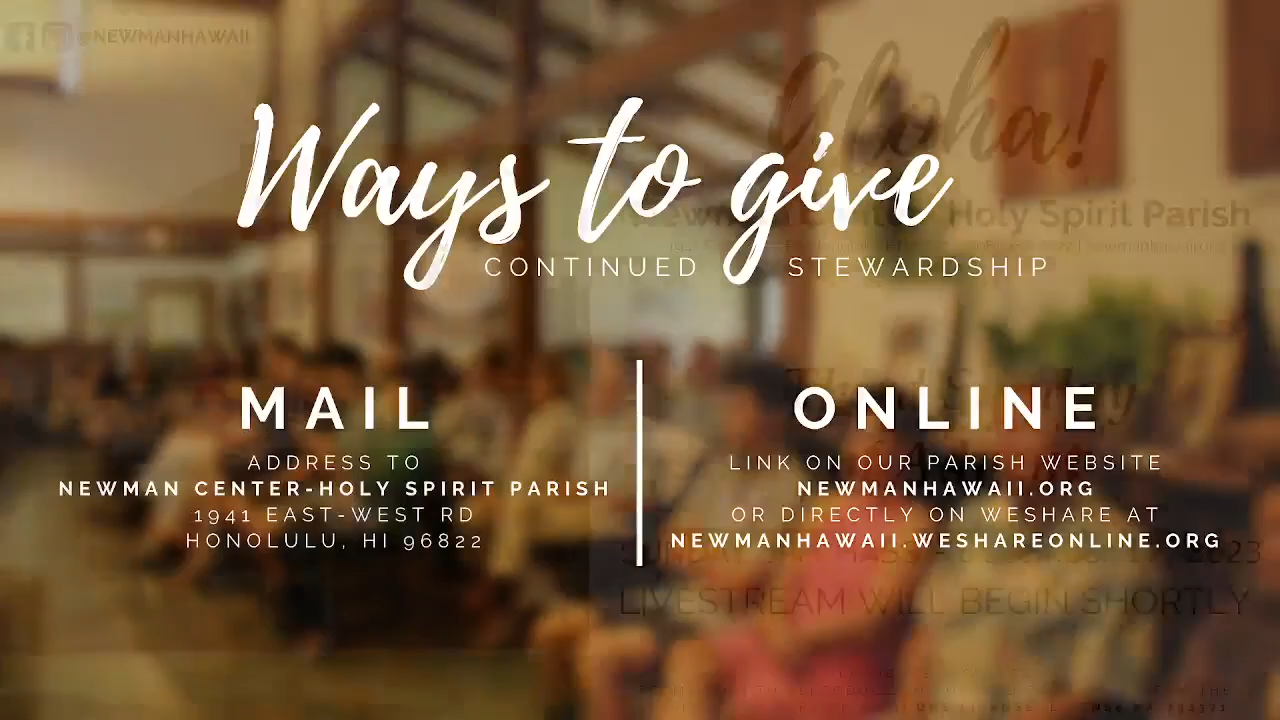 @NEWMANHAWAII
Aloha!
Ways to give
Newman Center Holy Spirit Parish
CONTINUED STEWARDSHIP
MAIL
ADDRESS TO
NEWMAN CENTER-HOLY SPIRIT PARISH
1941 EAST-WEST RD
HONOLULU, HI 96822
ONLINE
LINK ON OUR PARISH WEBSITE
NEWMANHAWAII.ORG
OR DIRECTLY ON WESHARE AT
NEWMANHAWAII.WESHAREONLINE.ORG
LIVESTREAM WILL BEGIN SHORTLY